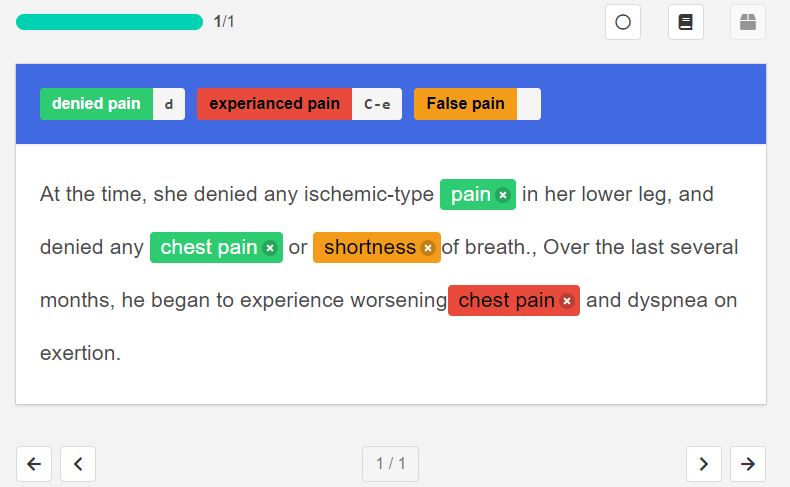 1/1
denied pain d experianced pain C-e False pain
At the time, she denied any ischemic-type pain in her lower leg, and
denied any chest pain or shortness of breath., Over the last several
months, he began to experience worsening chest pain and dyspnea on
exertion.
1 / 1